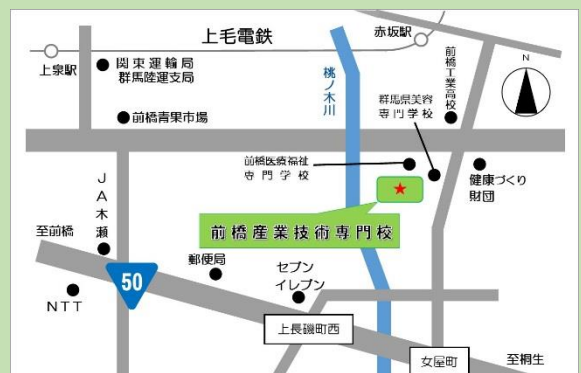 上毛電鉄
赤坂駅
上泉駅
関東運輸局
群馬陸運支局
前橋青果市場
桃ノ木川
前橋工業高校
群馬県美容
専門学校
N
前橋医療福祉
専門学校
健康づくり
財団
JA木瀬
至前橋
前橋産業技術専門校
郵便局
セブン
イレブン
50
NTT
上長磯町西
女屋町
至桐生